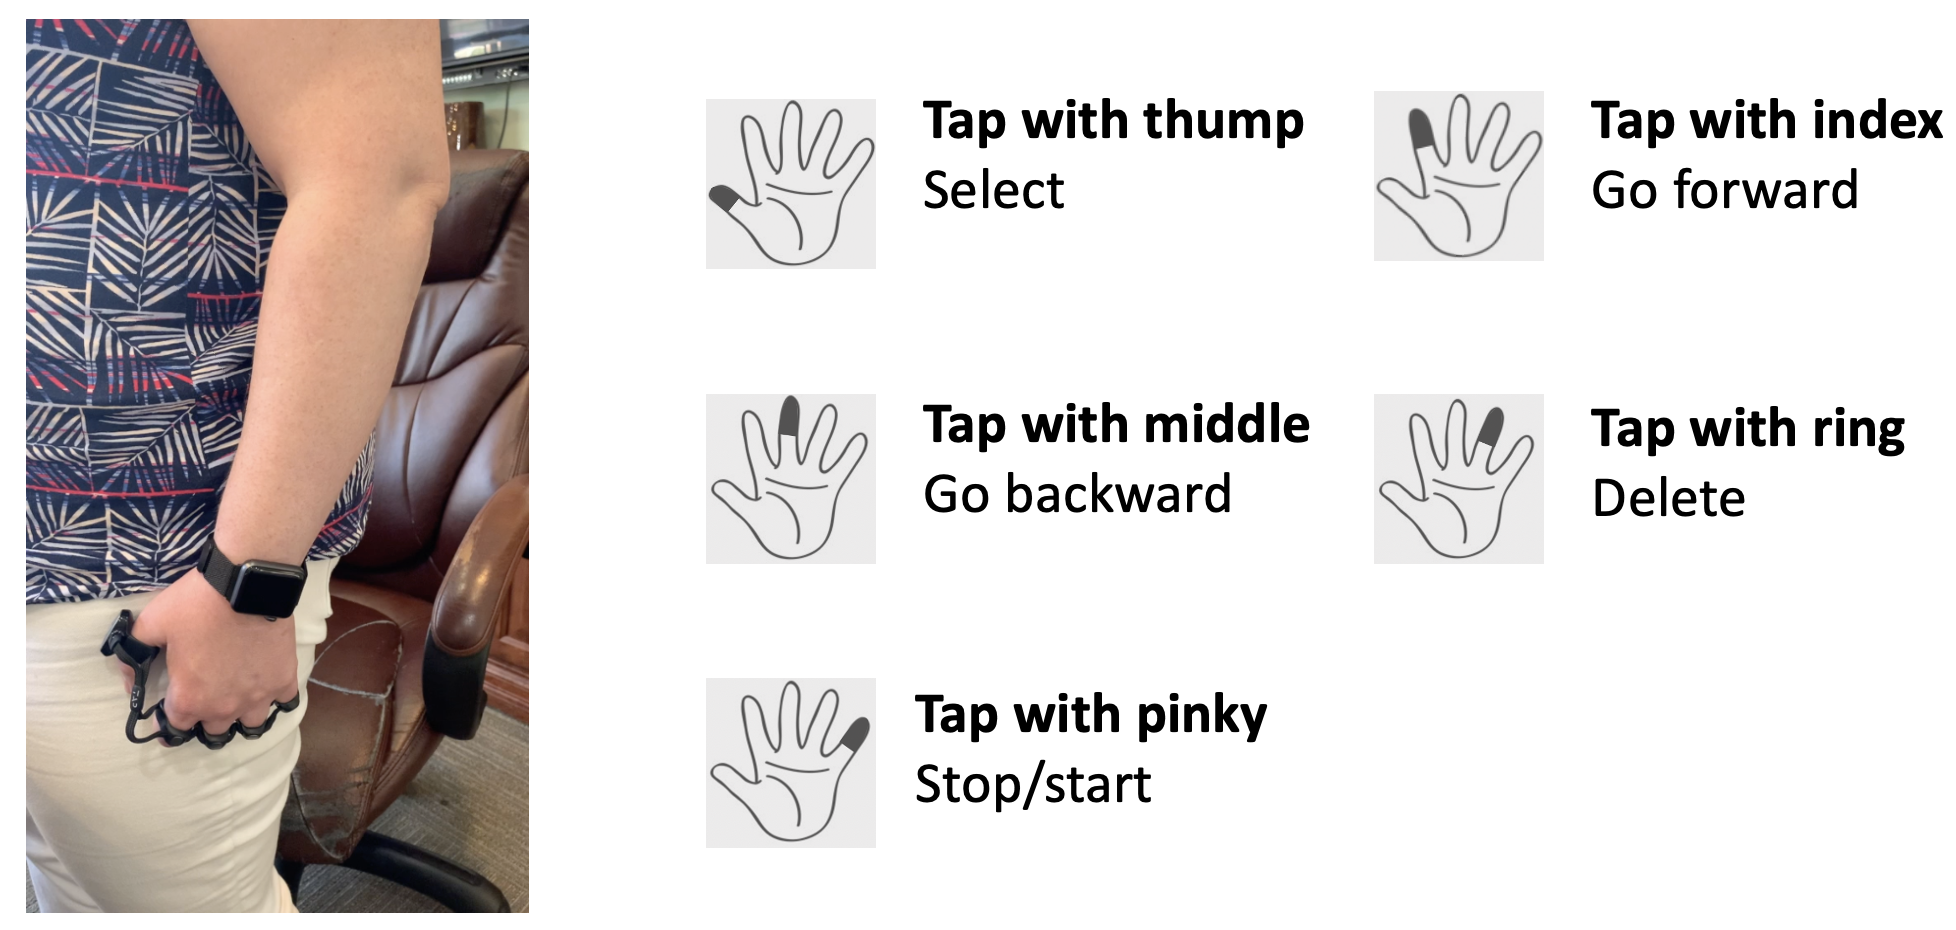 Tap with thump
Select
Tap with index
Go forward
Tap with middle
Go backward
Tap with ring
Delete
Tap with pinky
Stop/start
TAP